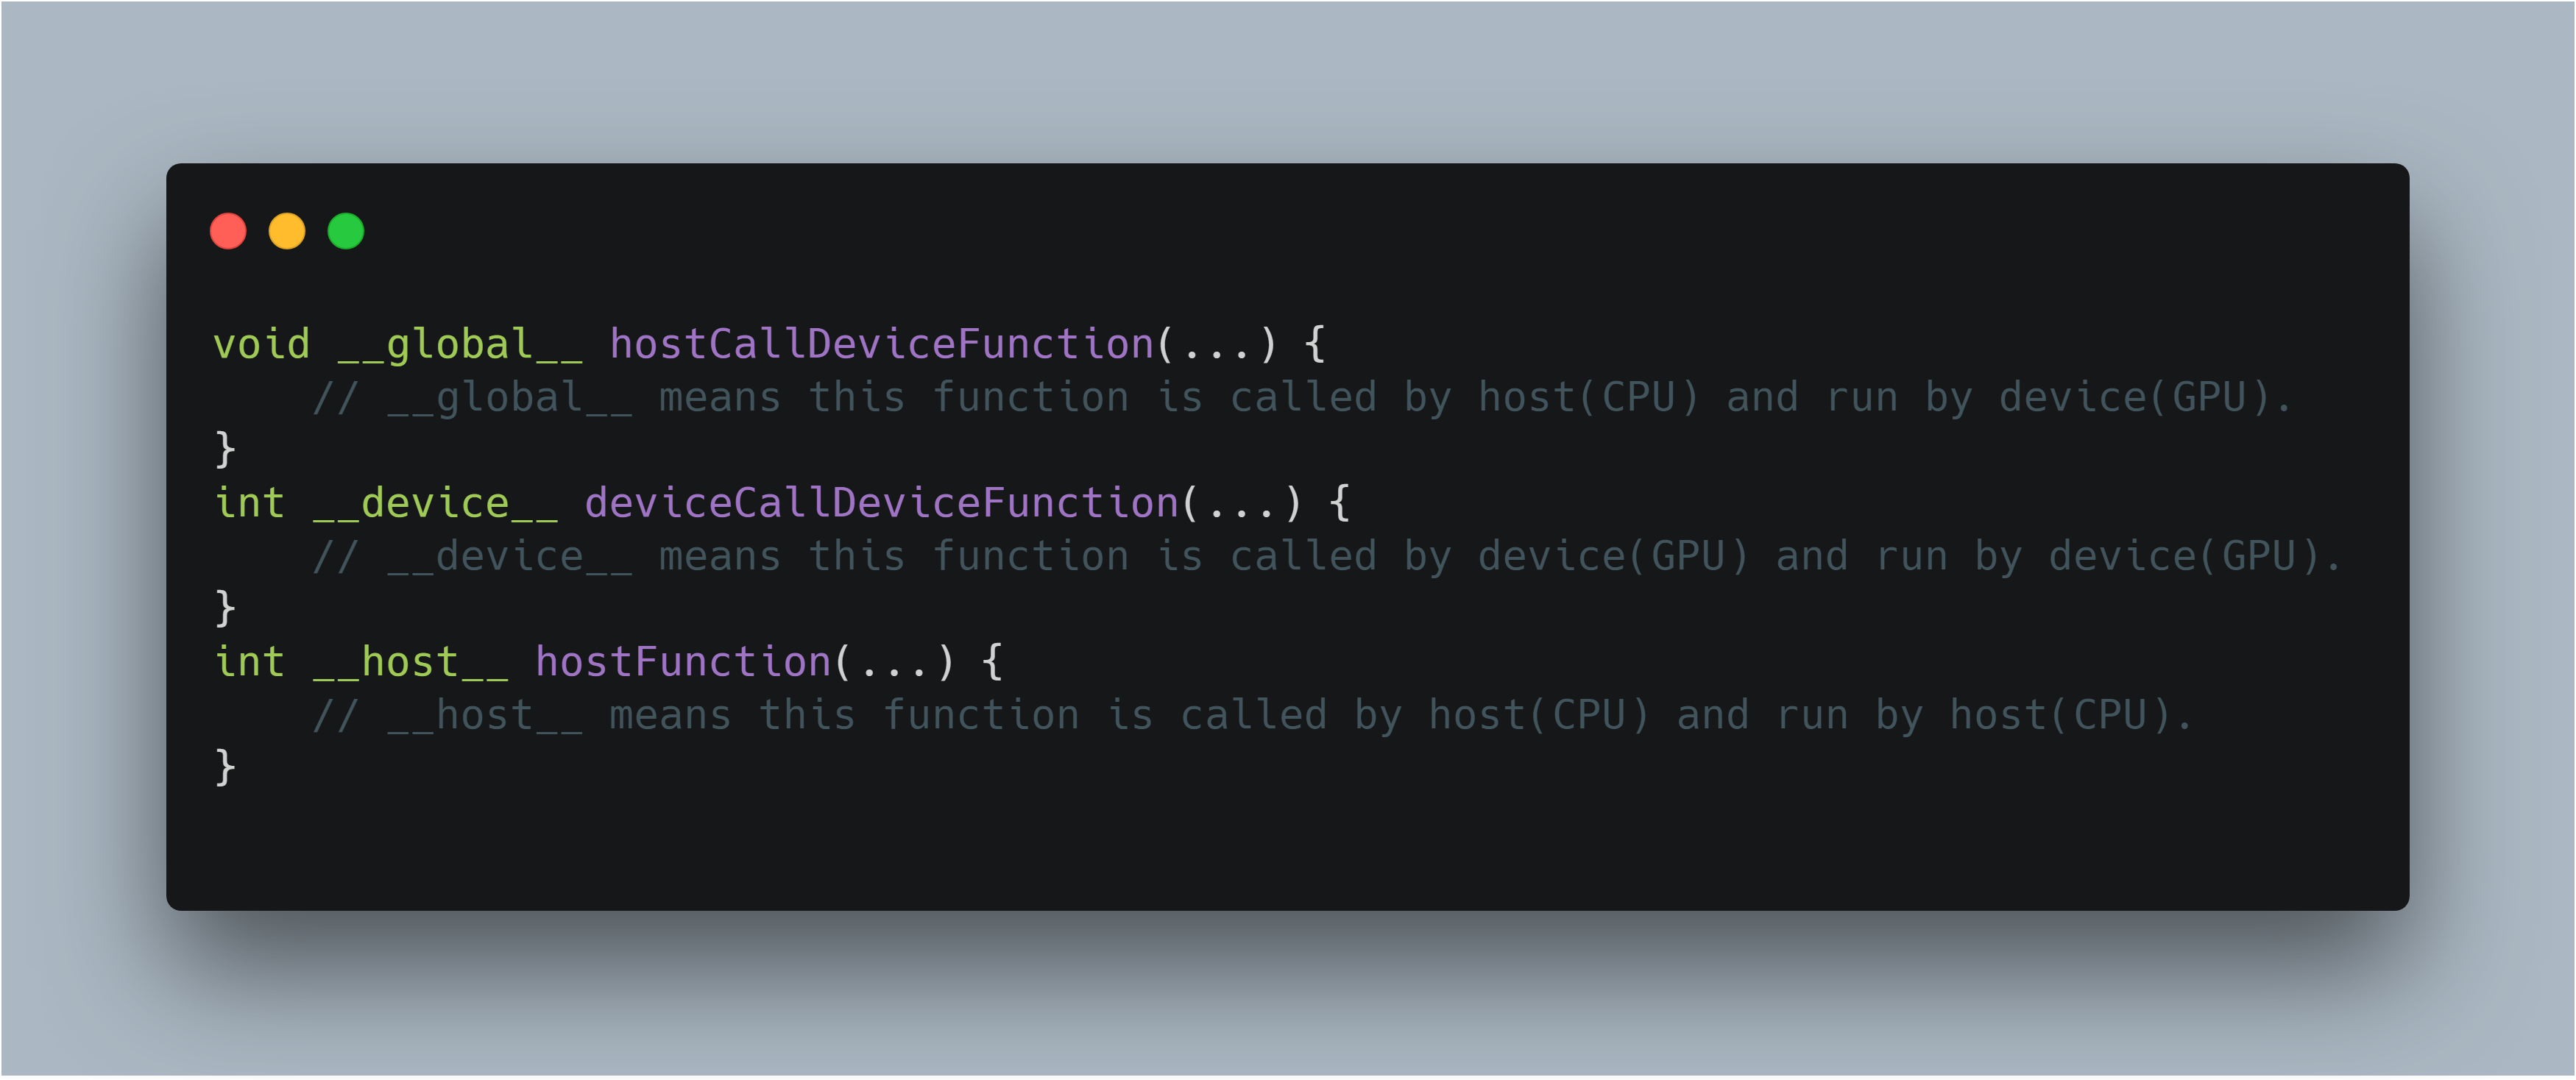 void __global__ hostCallDeviceFunction(...) {
    // __global__ means this function is called by host(CPU) and run by device(GPU).
}
int __device__ deviceCallDeviceFunction(...) {
    // __device__ means this function is called by device(GPU) and run by device(GPU).
}
int __host__ hostFunction(...) {
    // __host__ means this function is called by host(CPU) and run by host(CPU).
}